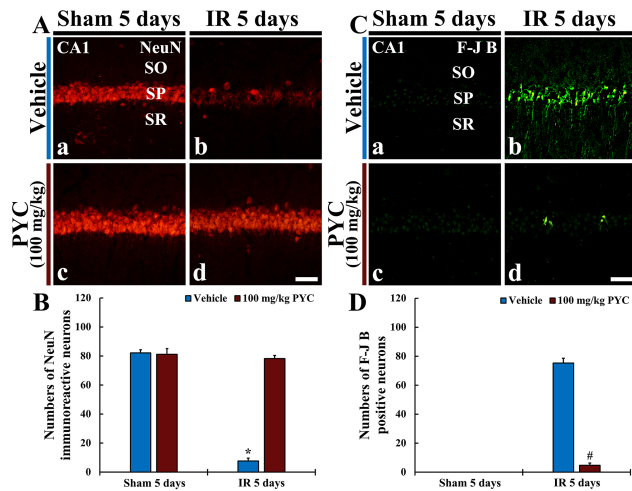 A Sham 5 days IR 5 days
Vehicle
CA1 NeuN
SO
SP
SR
a b
PYC
(100 mg/kg)
c d
C Sham 5 days IR 5 days
Vehicle
CA1 F-J B
SO
SP
SR
a b
PYC
(100 mg/kg)
c d
B
Vehicle 100 mg/kg PYC
Numbers of NeuN
immunoreactive neurons
120
100
80
60
40
20
0
*
Sham 5 days IR 5 days
D
Vehicle 100 mg/kg PYC
Numbers of F-J B
positive neurons
120
100
80
60
40
20
0
#
Sham 5 days IR 5 days